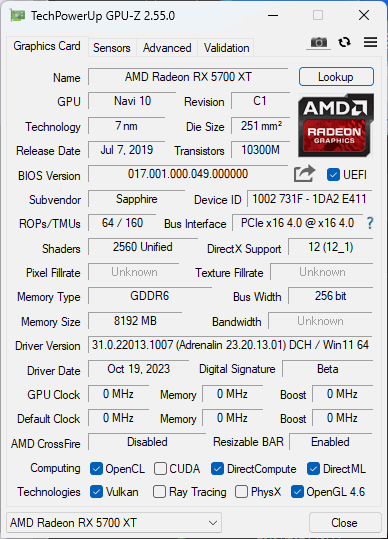 TechPowerUp GPU-Z 2.55.0
Graphics Card Sensors Advanced Validation
Name AMD Radeon RX 5700 XT Lookup
GPU Navi 10 Revision C1
Technology 7 nm Die Size 251 mm²
Release Date Jul 7, 2019 Transistors 10300M
AMD
RADEON
GRAPHICS
BIOS Version 017.001.000.049.000000 UEFI
Subvendor Sapphire Device ID 1002 731F - 1DA2 E411
ROPs/TMUs 64 / 160 Bus Interface PCIe x16 4.0 @ x16 4.0 ?
Shaders 2560 Unified DirectX Support 12 (12_1)
Pixel Fillrate Unknown Texture Fillrate Unknown
Memory Type GDDR6 Bus Width 256 bit
Memory Size 8192 MB Bandwidth Unknown
Driver Version 31.0.22013.1007 (Adrenalin 23.20.13.01) DCH / Win11 64
Driver Date Oct 19, 2023 Digital Signature Beta
GPU Clock 0 MHz Memory 0 MHz Boost 0 MHz
Default Clock 0 MHz Memory 0 MHz Boost 0 MHz
AMD CrossFire Disabled Resizable BAR Enabled
Computing OpenCL CUDA DirectCompute DirectML
Technologies Vulkan Ray Tracing PhysX OpenGL 4.6
AMD Radeon RX 5700 XT Close